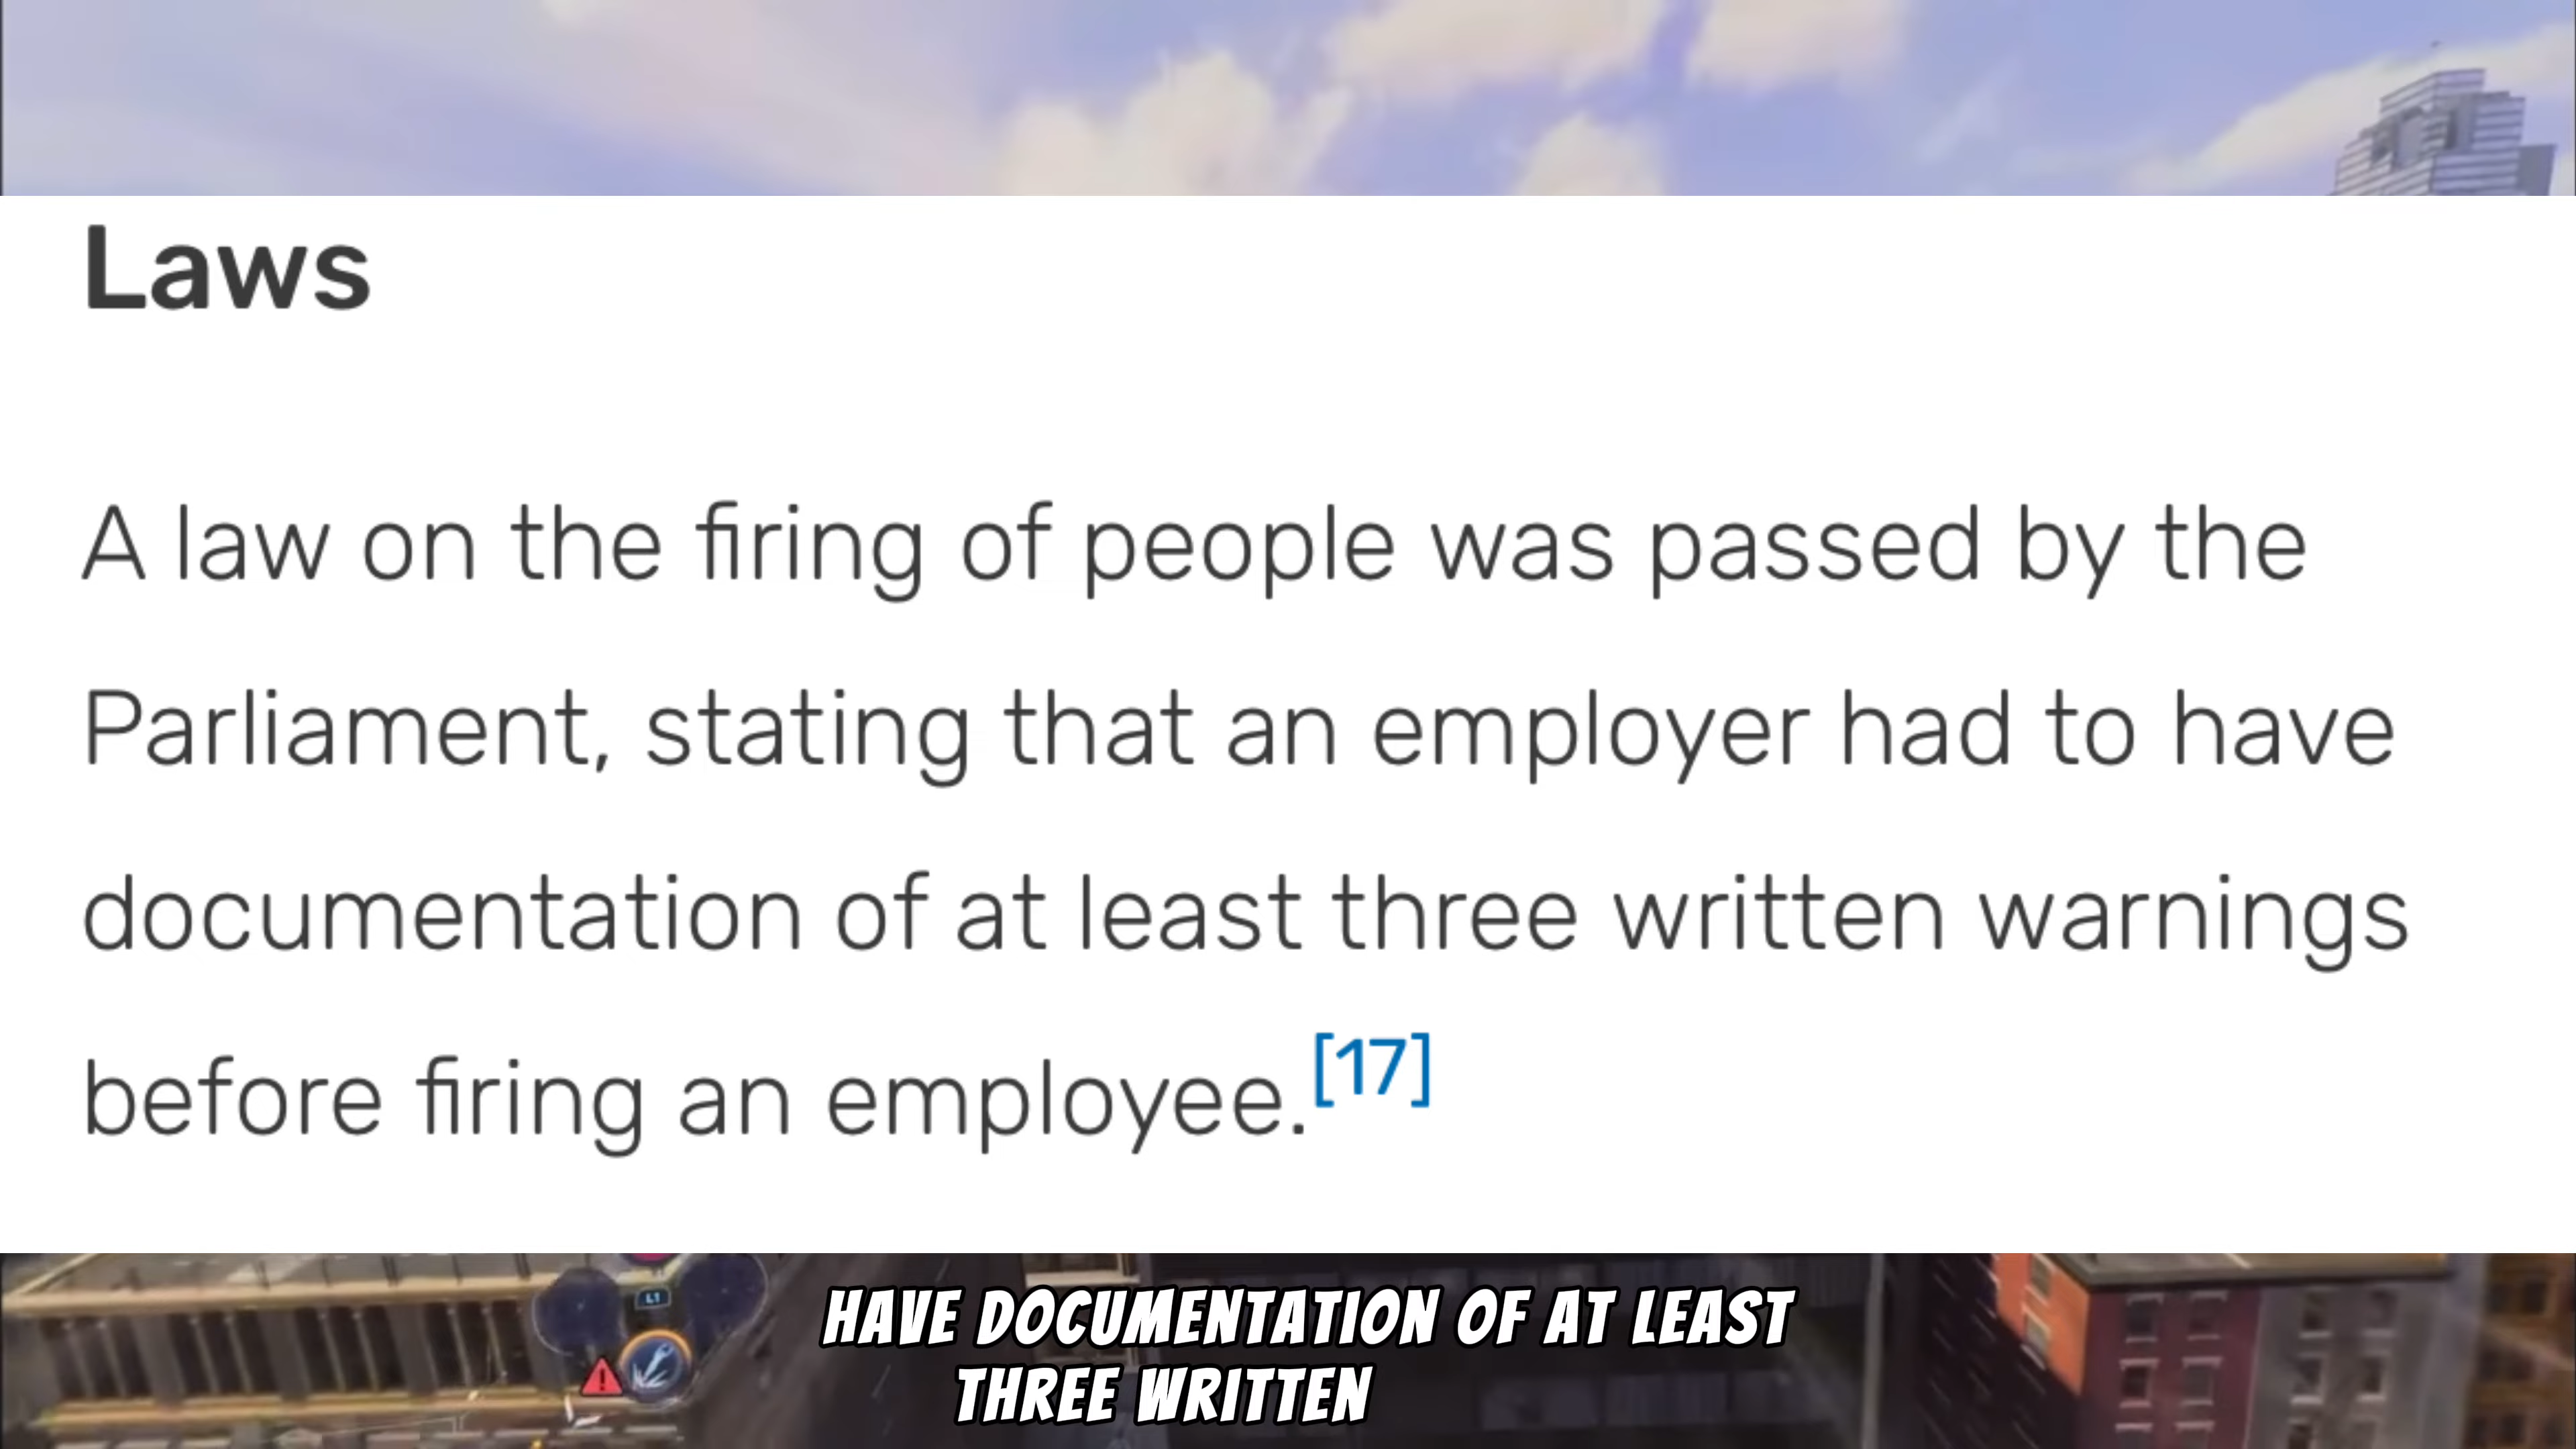 Laws
A law on the firing of people was passed by the
Parliament, stating that an employer had to have
documentation of at least three written warnings
before firing an employee.[17]
L1
HAVE DOCUMENTATION OF AT LEAST
THREE WRITTEN